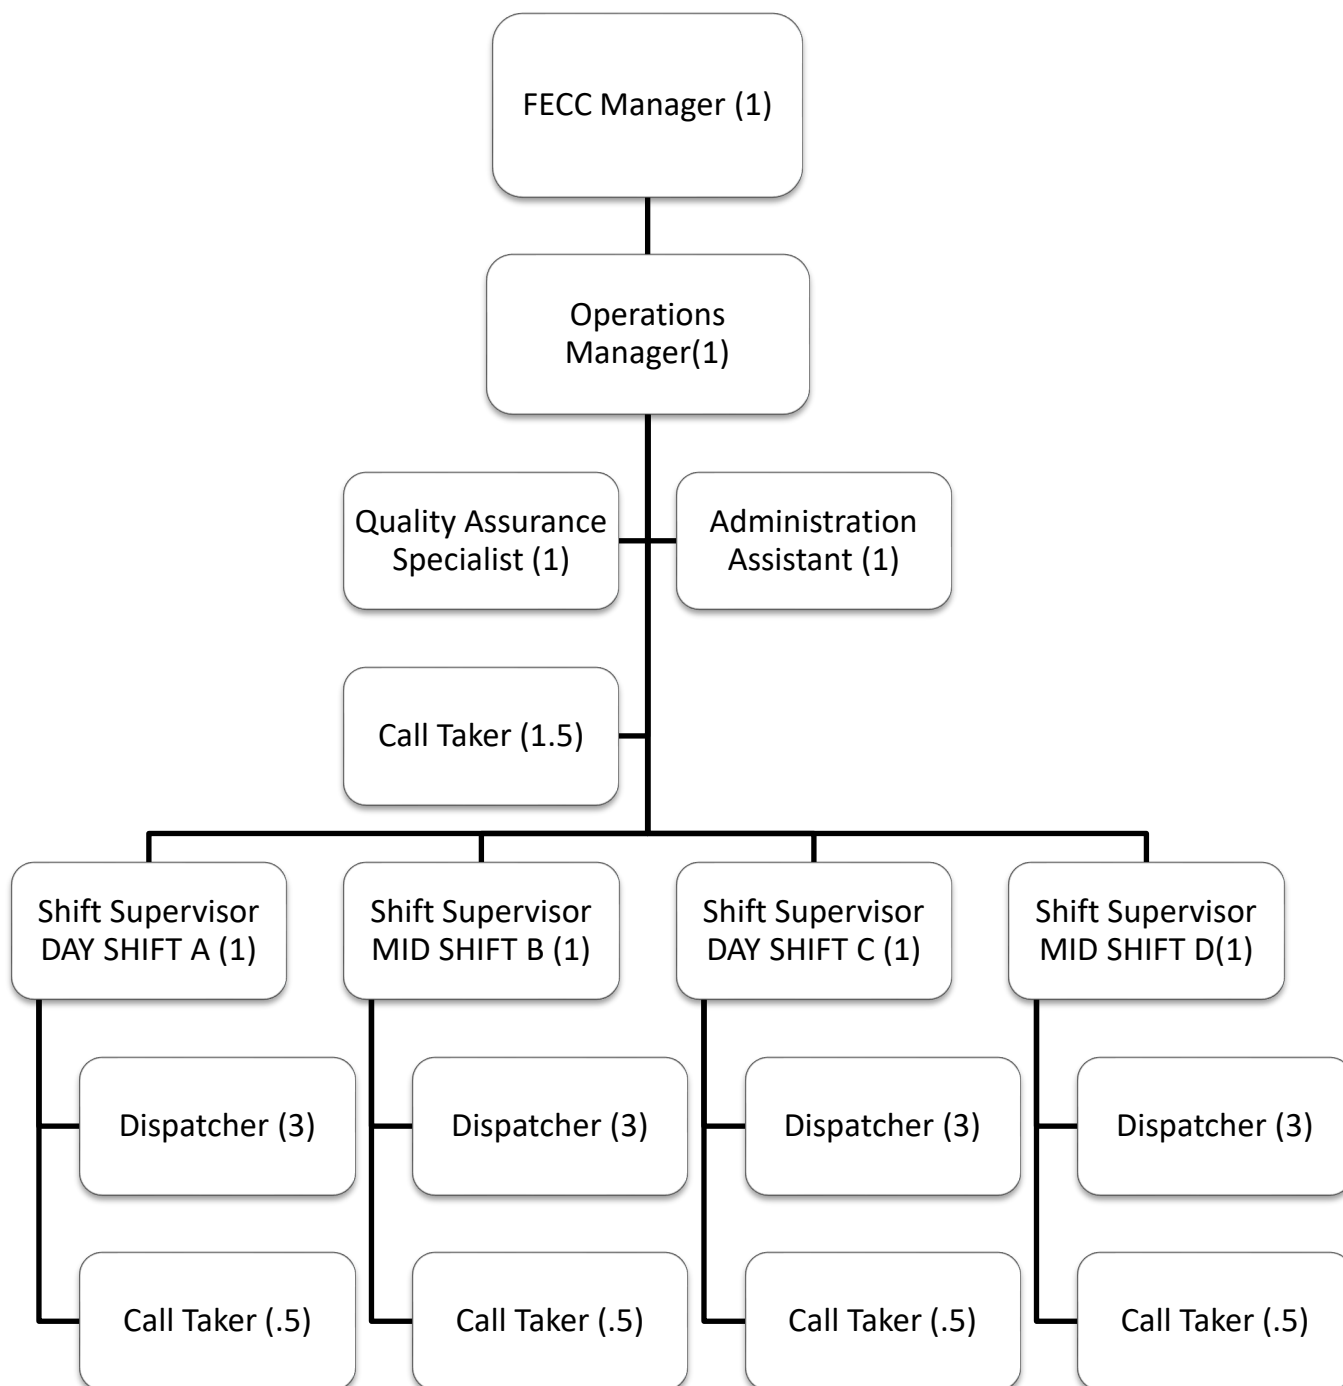 FECC Manager (1)
Operations
Manager(1)
Quality Assurance
Specialist (1)
Administration
Assistant (1)
Call Taker (1.5)
Shift Supervisor
DAY SHIFT A (1)
Shift Supervisor
MID SHIFT B (1)
Shift Supervisor
DAY SHIFT C (1)
Shift Supervisor
MID SHIFT D(1)
Dispatcher (3)
Dispatcher (3)
Dispatcher (3)
Dispatcher (3)
Call Taker (.5)
Call Taker (.5)
Call Taker (.5)
Call Taker (.5)